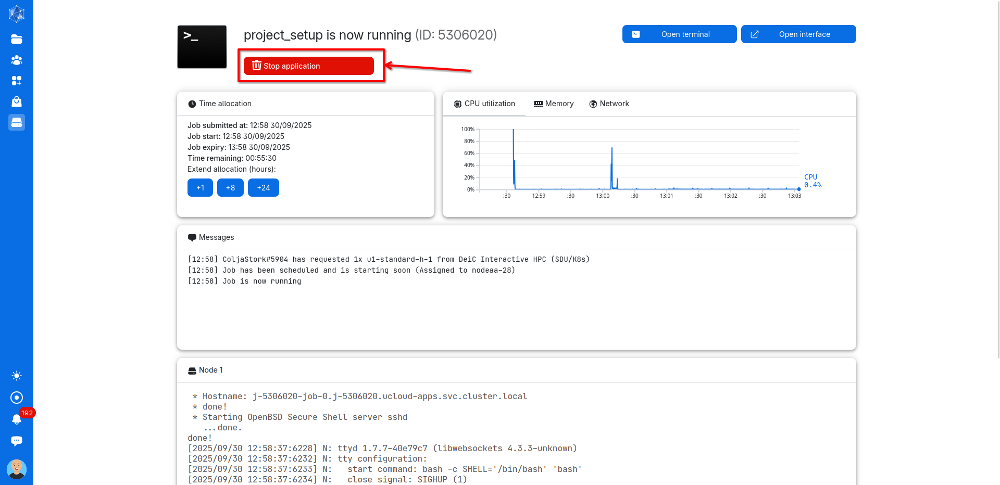 >_
project_setup is now running (ID: 5306020)
Open terminal
Open interface
Stop application
Time allocation
Job submitted at: 12:58 30/09/2025
Job start: 12:58 30/09/2025
Job expiry: 13:58 30/09/2025
Time remaining: 00:55:30
Extend allocation (hours):
+1 +8 +24
CPU utilization Memory Network
100%
80%
60%
40%
20%
0%
:30 12:59 :30 13:00 :30 13:01 :30 13:02 :30 13:03
CPU
0.4%
Messages
[12:58] ColjaStork#5904 has requested 1x u1-standard-h-1 from DeiC Interactive HPC (SDU/K8s)
[12:58] Job has been scheduled and is starting soon (Assigned to nodeaa-28)
[12:58] Job is now running
Node 1
* Hostname: j-5306020-job-0.j-5306020.ucloud-apps.svc.cluster.local
* done!
* Starting OpenBSD Secure Shell server sshd
...done.
done!
[2025/09/30 12:58:37:6228] N: ttyd 1.7.7-40e79c7 (libwebsockets 4.3.3-unknown)
[2025/09/30 12:58:37:6232] N: tty configuration:
[2025/09/30 12:58:37:6233] N:   start command: bash -c SHELL='/bin/bash' 'bash'
[2025/09/30 12:58:37:6234] N:   close signal: SIGHUP (1)
192